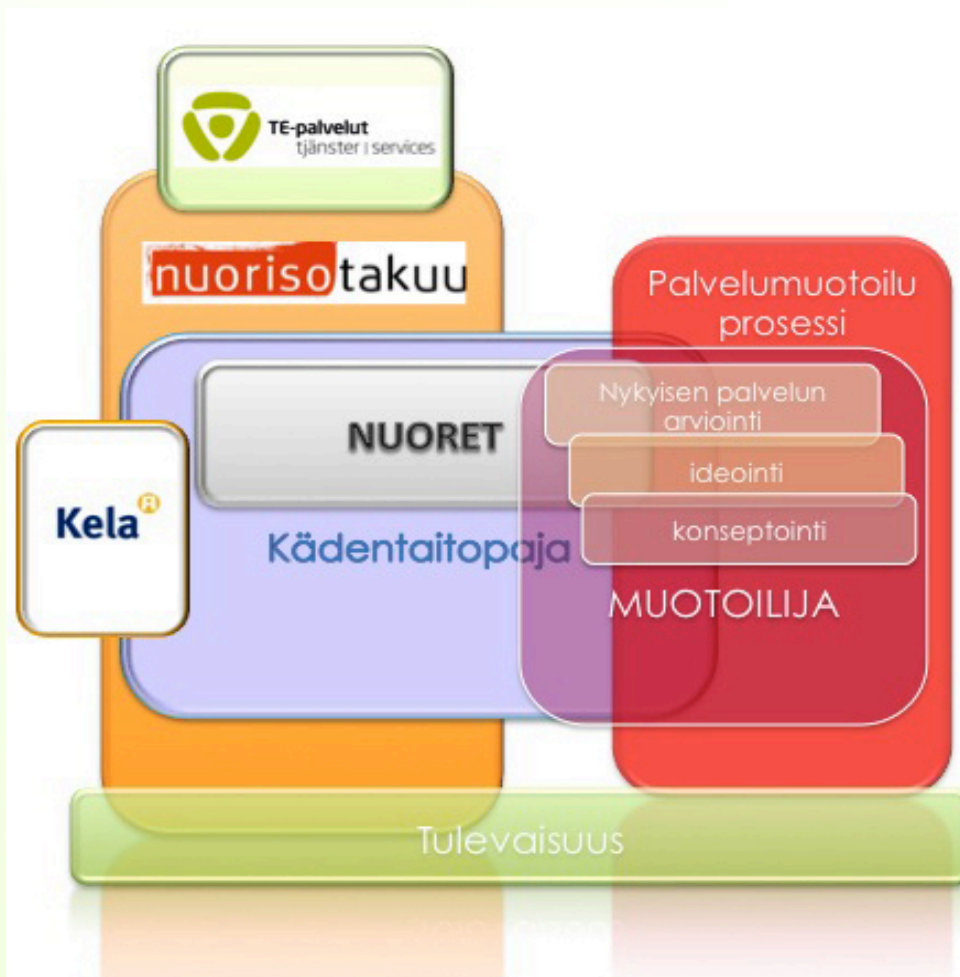 TE-palvelut
tjänster | services
nuorisotakuu
Palvelumuotoilu
prosessi
Nykyisen palvelun
arviointi
NUORET
ideointi
Kela
konseptointi
Kädentaitopaja
MUOTOILIJA
Tulevaisuus